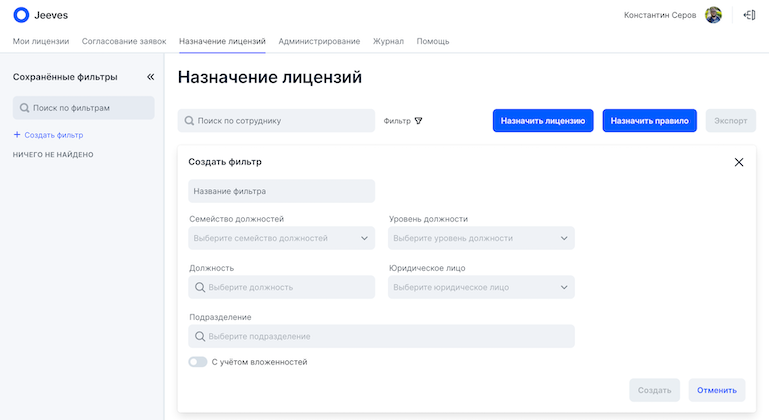 Jeeves
Константин Серов
Мои лицензии Согласование заявок Назначение лицензий Администрирование Журнал Помощь
Сохранённые фильтры
Поиск по фильтрам
+ Создать фильтр
НИЧЕГО НЕ НАЙДЕНО
Назначение лицензий
Поиск по сотруднику Фильтр Назначить лицензию Назначить правило Экспорт
Создать фильтр
Название фильтра
Семейство должностей Уровень должности
Выберите семейство должностей Выберите уровень должности
Должность Юридическое лицо
Выберите должность Выберите юридическое лицо
Подразделение
Выберите подразделение
С учётом вложенностей
Создать Отменить